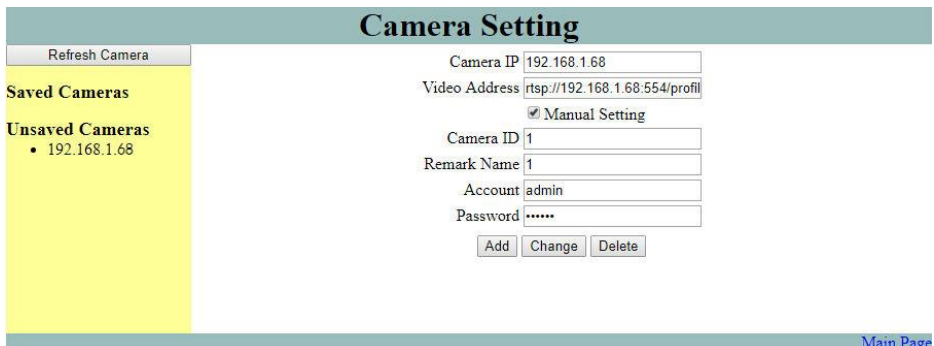 Camera Setting
Refresh Camera
Saved Cameras
Unsaved Cameras
• 192.168.1.68
Camera IP 192.168.1.68
Video Address rtsp://192.168.1.68:554/profil
Manual Setting
Camera ID 1
Remark Name 1
Account admin
Password ••••••
Add Change Delete
Main Page